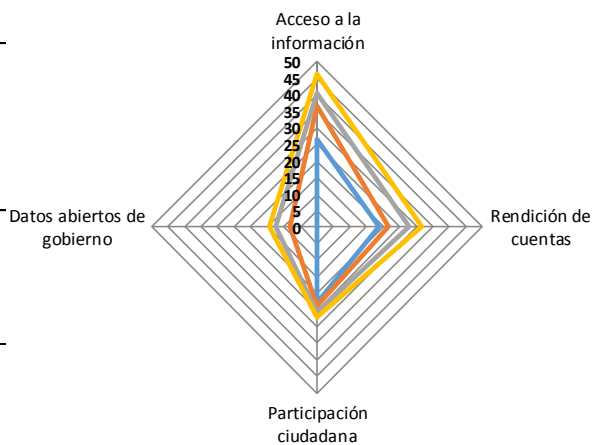 Acceso a la
información
50
45
40
35
30
25
20
15
10
5
0
Datos abiertos de
gobierno
Rendición de
cuentas
Participación
ciudadana